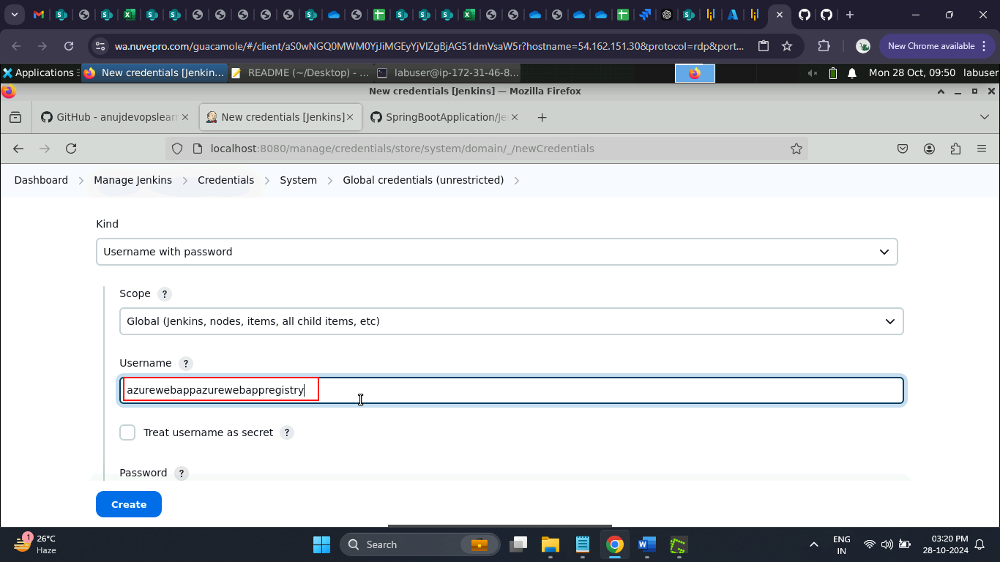 wa.nuvepro.com/guacamole/#/client/aS0wNGQ0MWM0YjJiMGEyYjVlZgBjAG51dmVsaW5r?hostname=54.162.151.30&protocol=rdp&port...
New Chrome available
Applications
New credentials [Jenkin...
README (~/Desktop) - ...
labuser@ip-172-31-46-8...
Mon 28 Oct, 09:50
labuser
New credentials [Jenkins] — Mozilla Firefox
GitHub - anujdevopslearn
New credentials [Jenkins]
SpringBootApplication/Je
localhost:8080/manage/credentials/store/system/domain/_/newCredentials
Dashboard
Manage Jenkins
Credentials
System
Global credentials (unrestricted)
Kind
Username with password
Scope ?
Global (Jenkins, nodes, items, all child items, etc)
Username ?
azurewebappazurewebappregistry
Treat username as secret ?
Password ?
Create
1
26°C
Haze
Search
ENG
IN
03:20 PM
28-10-2024